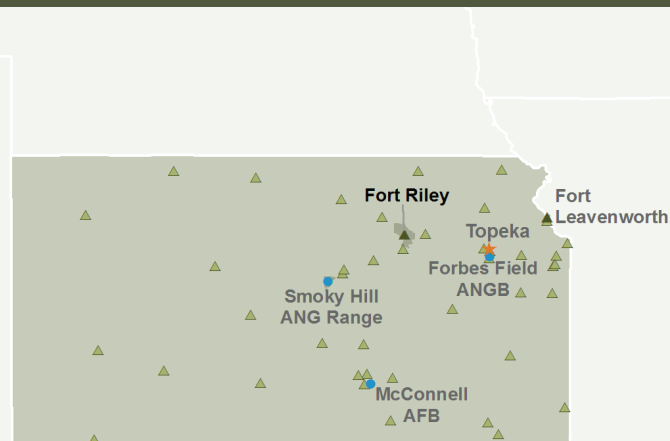 Fort Riley
Fort
Leavenworth
Topeka
Forbes Field
ANGB
Smoky Hill
ANG Range
McConnell
AFB